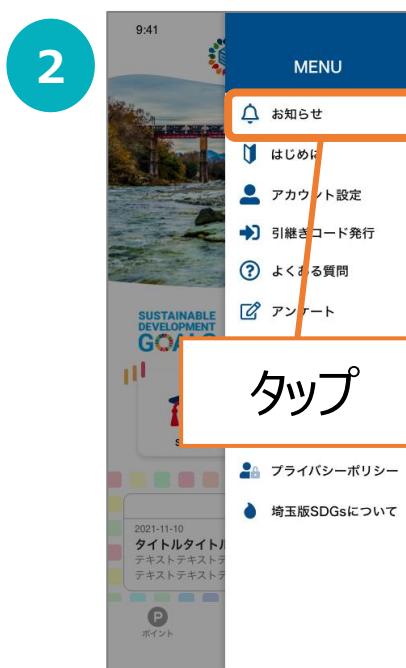 2
9:41
MENU
お知らせ
はじめに
アカウント設定
引継ぎコード発行
よくある質問
アンケート
SUSTAINABLE
DEVELOPMENT
GOALS
タップ
プライバシーポリシー
埼玉版SDGsについて
2021-11-10
タイトルタイトル
テキストテキストテ
テキストテキストテ
P
ポイント